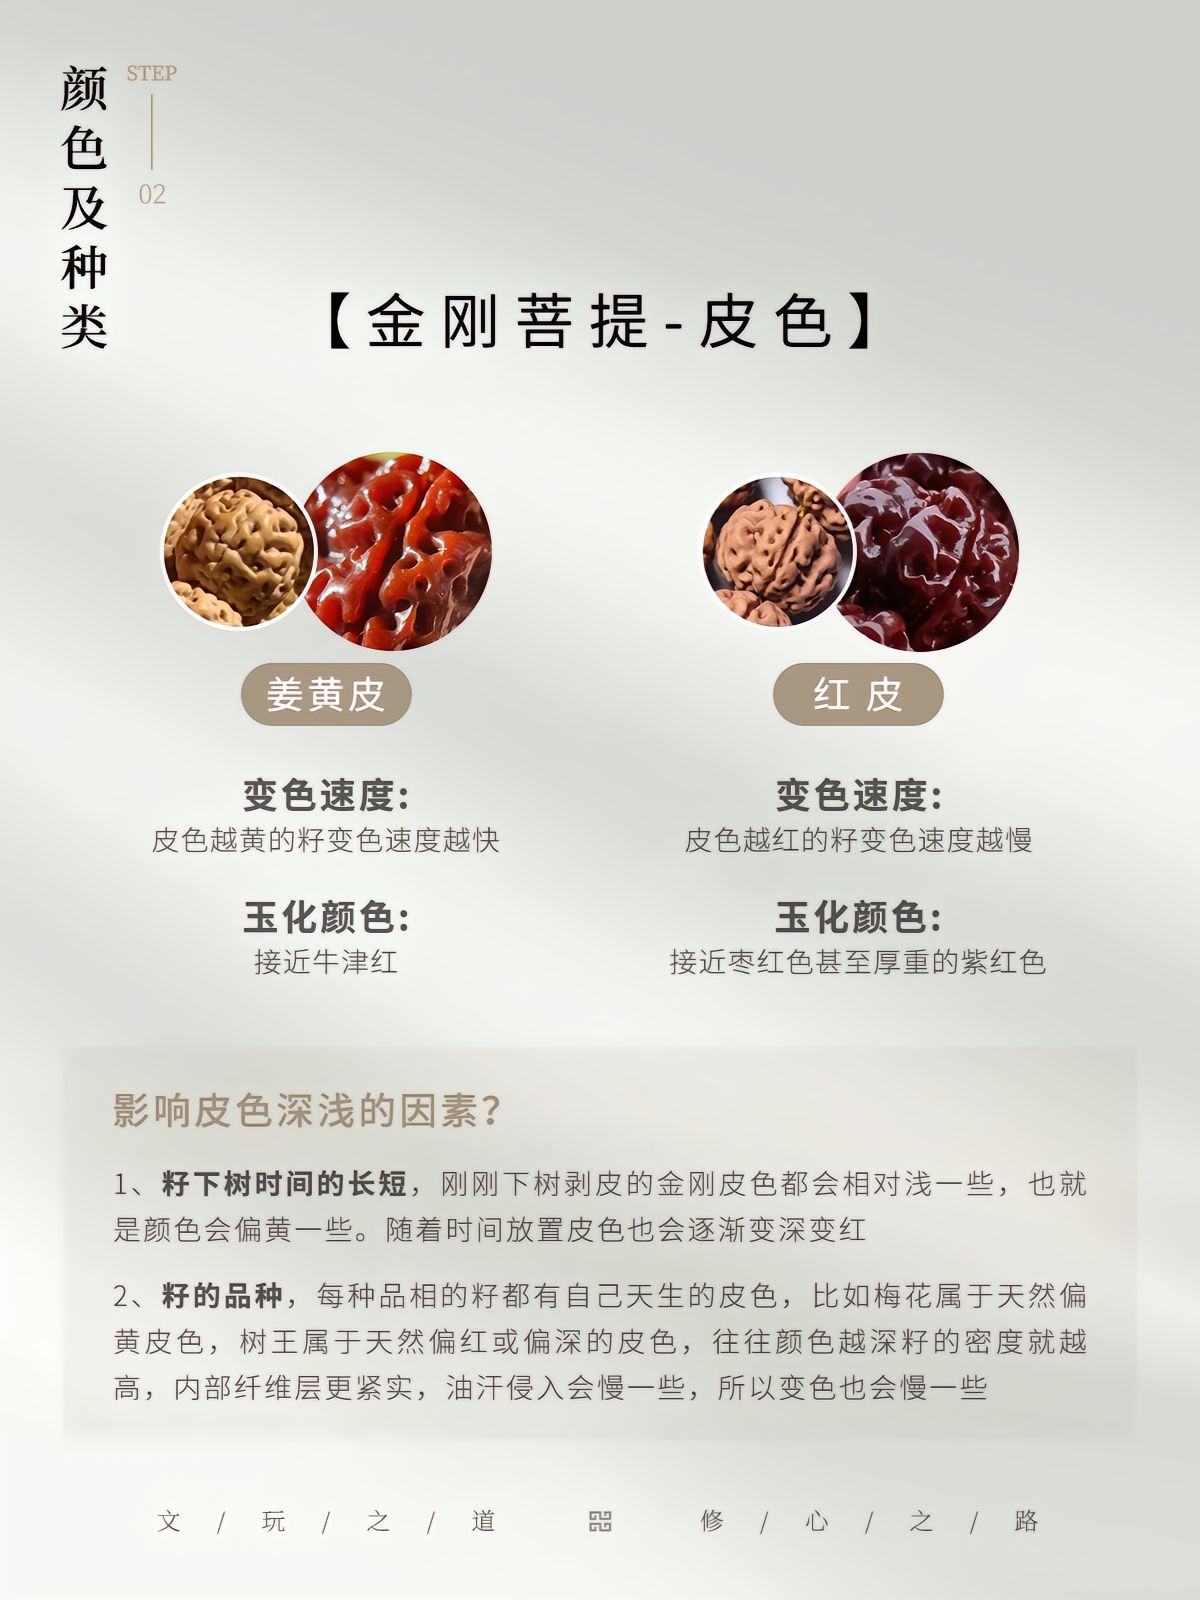 颜色及种类
STEP
02
【金刚菩提-皮色】
姜黄皮
变色速度:
皮色越黄的籽变色速度越快
玉化颜色:
接近牛津红
红皮
变色速度:
皮色越红的籽变色速度越慢
玉化颜色:
接近枣红色甚至厚重的紫红色
影响皮色深浅的因素?
1、籽下树时间的长短，刚刚下树剥皮的金刚皮色都会相对浅一些，也就
是颜色会偏黄一些。随着时间放置皮色也会逐渐变深变红
2、籽的品种，每种品相的籽都有自己天生的皮色，比如梅花属于天然偏
黄皮色，树王属于天然偏红或偏深的皮色，往往颜色越深籽的密度就越
高，内部纤维层更紧实，油汗侵入会慢一些，所以变色也会慢一些
文/玩/之/道 修/心/之/路